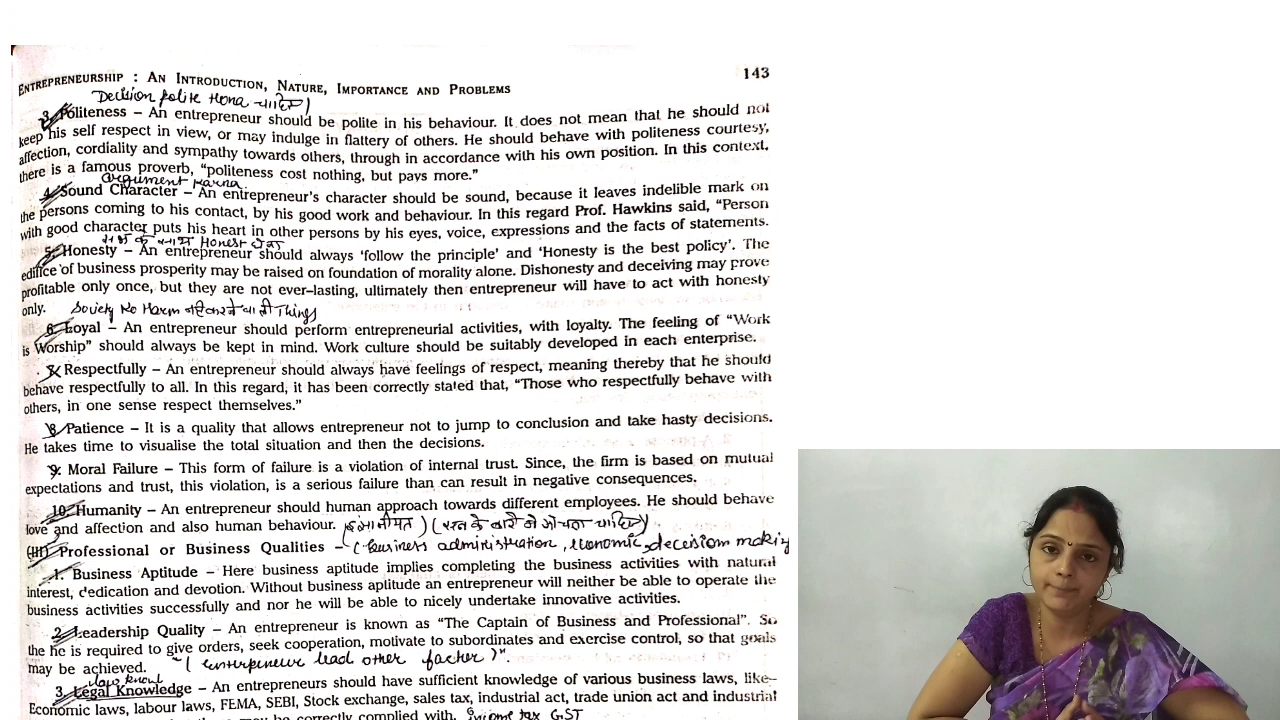 ENTREPRENEURSHIP : AN INTRODUCTION, NATURE, IMPORTANCE AND PROBLEMS 143
Decision polite Hona चाहिए।
3. Politeness – An entrepreneur should be polite in his behaviour. It does not mean that he should not
keep his self respect in view, or may indulge in flattery of others. He should behave with politeness courtesy,
affection, cordiality and sympathy towards others, through in accordance with his own position. In this context,
there is a famous proverb, “politeness cost nothing, but pays more.”
argument karna
4. Sound Character – An entrepreneur's character should be sound, because it leaves indelible mark on
the persons coming to his contact, by his good work and behaviour. In this regard Prof. Hawkins said, “Person
with good character puts his heart in other persons by his eyes, voice, expressions and the facts of statements.
के साथ Honest
5. Honesty – An entrepreneur should always ‘follow the principle’ and ‘Honesty is the best policy’. The
edifice of business prosperity may be raised on foundation of morality alone. Dishonesty and deceiving may prove
profitable only once, but they are not ever–lasting, ultimately then entrepreneur will have to act with honesty
only. Society ko Harm नहि करने वाली Things
6. Loyal – An entrepreneur should perform entrepreneurial activities, with loyalty. The feeling of “Work
is Worship” should always be kept in mind. Work culture should be suitably developed in each enterprise.
Respectfully – An entrepreneur should always have feelings of respect, meaning thereby that he should
behave respectfully to all. In this regard, it has been correctly stated that, “Those who respectfully behave with
others, in one sense respect themselves.”
8. Patience – It is a quality that allows entrepreneur not to jump to conclusion and take hasty decisions.
He takes time to visualise the total situation and then the decisions.
9. Moral Failure – This form of failure is a violation of internal trust. Since, the firm is based on mutual
expectations and trust, this violation, is a serious failure than can result in negative consequences.
10. Humanity – An entrepreneur should human approach towards different employees. He should behave
love and affection and also human behaviour. (इंसानीयत) (सब के बारे मे सोचना चाहिए)
(III) Professional or Business Qualities – (business administration, economic, decision making
1. Business Aptitude – Here business aptitude implies completing the business activities with natural
interest, dedication and devotion. Without business aptitude an entrepreneur will neither be able to operate the
business activities successfully and nor he will be able to nicely undertake innovative activities.
2. Leadership Quality – An entrepreneur is known as “The Captain of Business and Professional”. So
the he is required to give orders, seek cooperation, motivate to subordinates and exercise control, so that goals
may be achieved. “(entrepreneur lead other factor)”.
law know
3. Legal Knowledge – An entrepreneurs should have sufficient knowledge of various business laws, like–
Economic laws, labour laws, FEMA, SEBI, Stock exchange, sales tax, industrial act, trade union act and industrial
may be correctly complied with. income tax GST